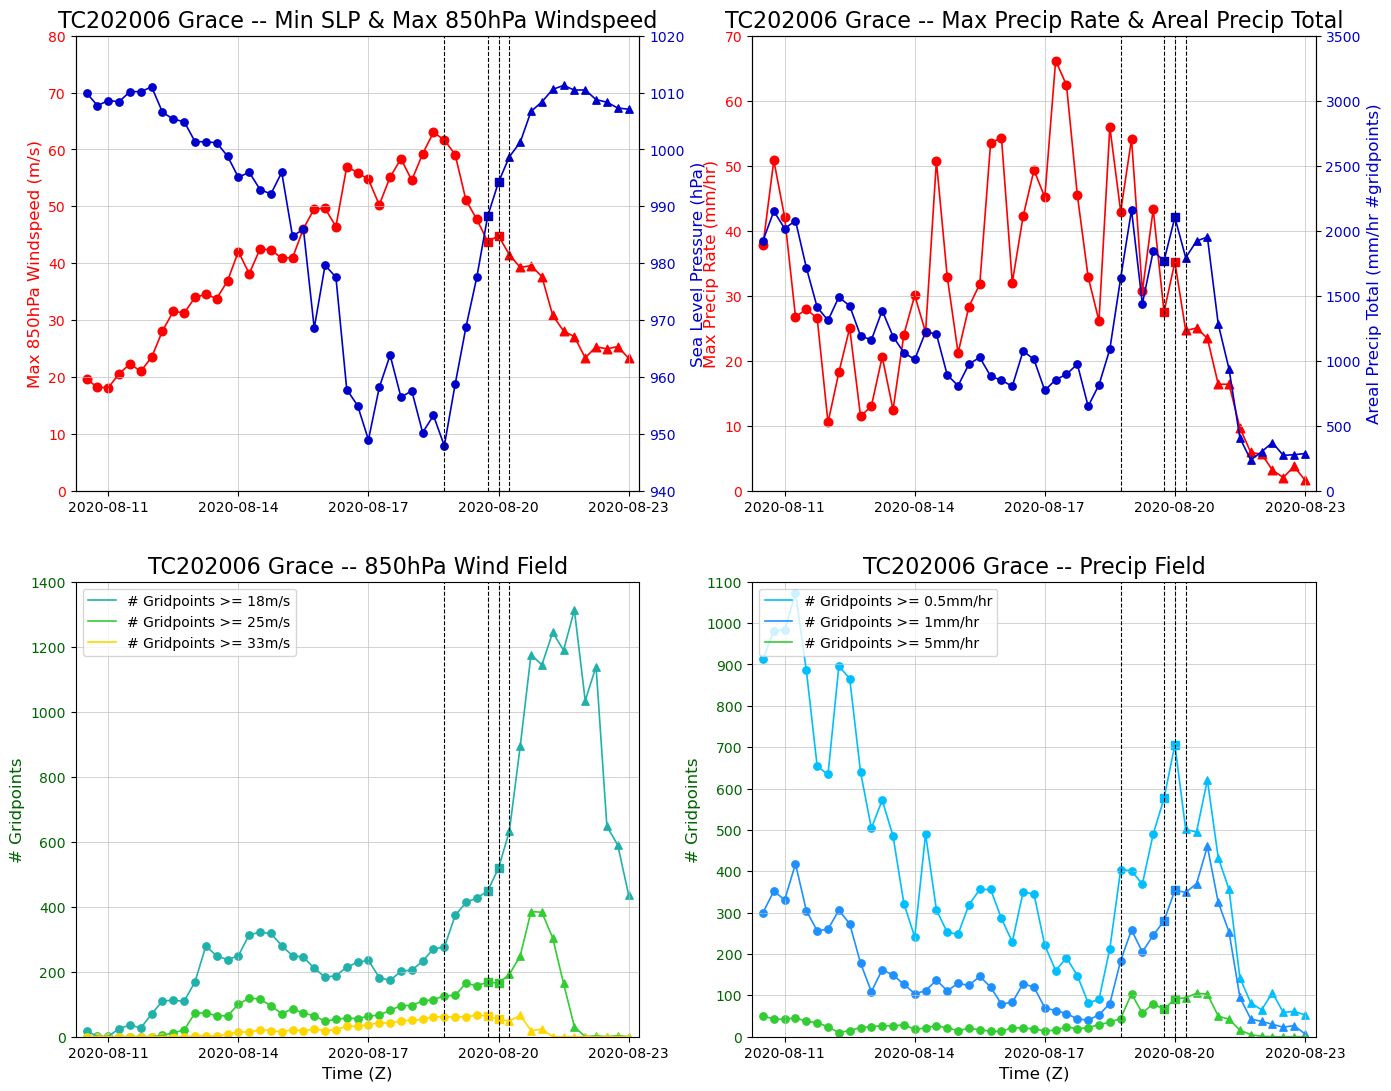 TC202006 Grace -- Min SLP & Max 850hPa Windspeed
Max 850hPa Windspeed (m/s)
80
70
60
50
40
30
20
10
0
1020
1010
1000
990
980
970
960
950
940
Sea Level Pressure (hPa)
2020-08-11 2020-08-14 2020-08-17 2020-08-20 2020-08-23
TC202006 Grace -- Max Precip Rate & Areal Precip Total
Max Precip Rate (mm/hr)
70
60
50
40
30
20
10
0
3500
3000
2500
2000
1500
1000
500
0
Areal Precip Total (mm/hr #gridpoints)
2020-08-11 2020-08-14 2020-08-17 2020-08-20 2020-08-23
TC202006 Grace -- 850hPa Wind Field
# Gridpoints
1400
1200
1000
800
600
400
200
0
# Gridpoints >= 18m/s
# Gridpoints >= 25m/s
# Gridpoints >= 33m/s
2020-08-11 2020-08-14 2020-08-17 2020-08-20 2020-08-23
Time (Z)
TC202006 Grace -- Precip Field
# Gridpoints
1100
1000
900
800
700
600
500
400
300
200
100
0
# Gridpoints >= 0.5mm/hr
# Gridpoints >= 1mm/hr
# Gridpoints >= 5mm/hr
2020-08-11 2020-08-14 2020-08-17 2020-08-20 2020-08-23
Time (Z)